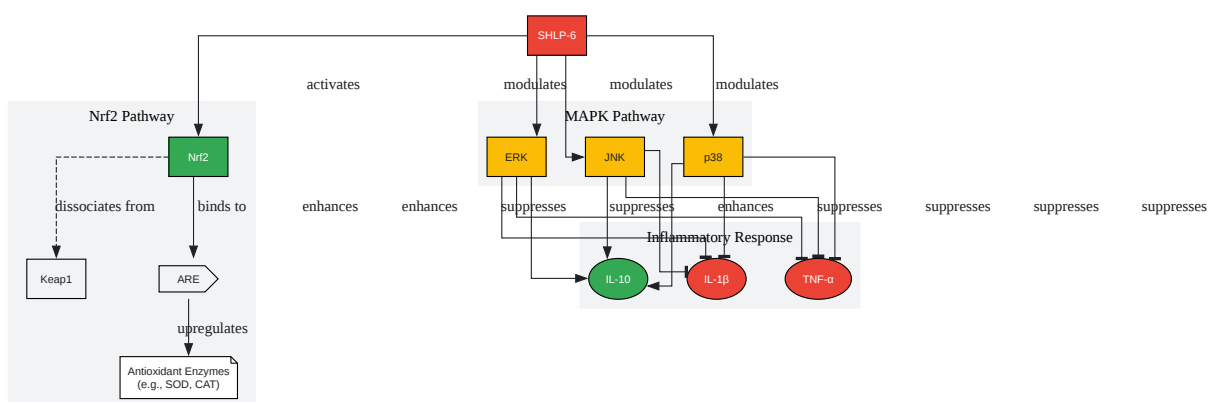 SHLP-6
activates
modulates
modulates
modulates
Nrf2 Pathway
MAPK Pathway
Nrf2
ERK
JNK
p38
dissociates from
binds to
enhances
enhances
suppresses
suppresses
enhances
suppresses
suppresses
suppresses
suppresses
Inflammatory Response
Keap1
ARE
IL-10
IL-1β
TNF-α
upregulates
Antioxidant Enzymes
(e.g., SOD, CAT)